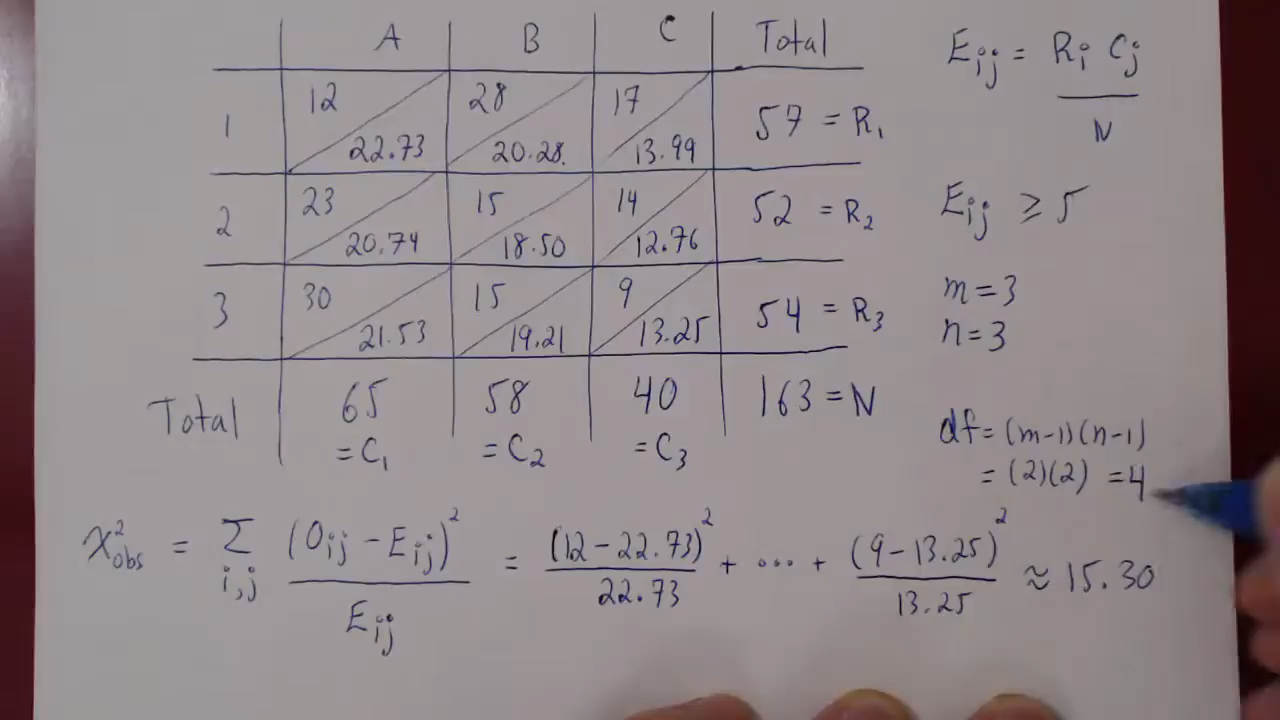 A B C Total
1 12 28 17 57 = R₁
22.73 20.28 13.99
2 23 15 14 52 = R₂
20.74 18.50 12.76
3 30 15 9 54 = R₃
21.53 19.21 13.25
Total 65 58 40 163 = N
= C₁ = C₂ = C₃
Eij = Ri Cj / N
Eij ≥ 5
m = 3
n = 3
df = (m-1)(n-1)
= (2)(2) = 4
χ²obs = Σi,j (Oij - Eij)² / Eij = (12 - 22.73)² / 22.73 + ... + (9 - 13.25)² / 13.25 ≈ 15.30